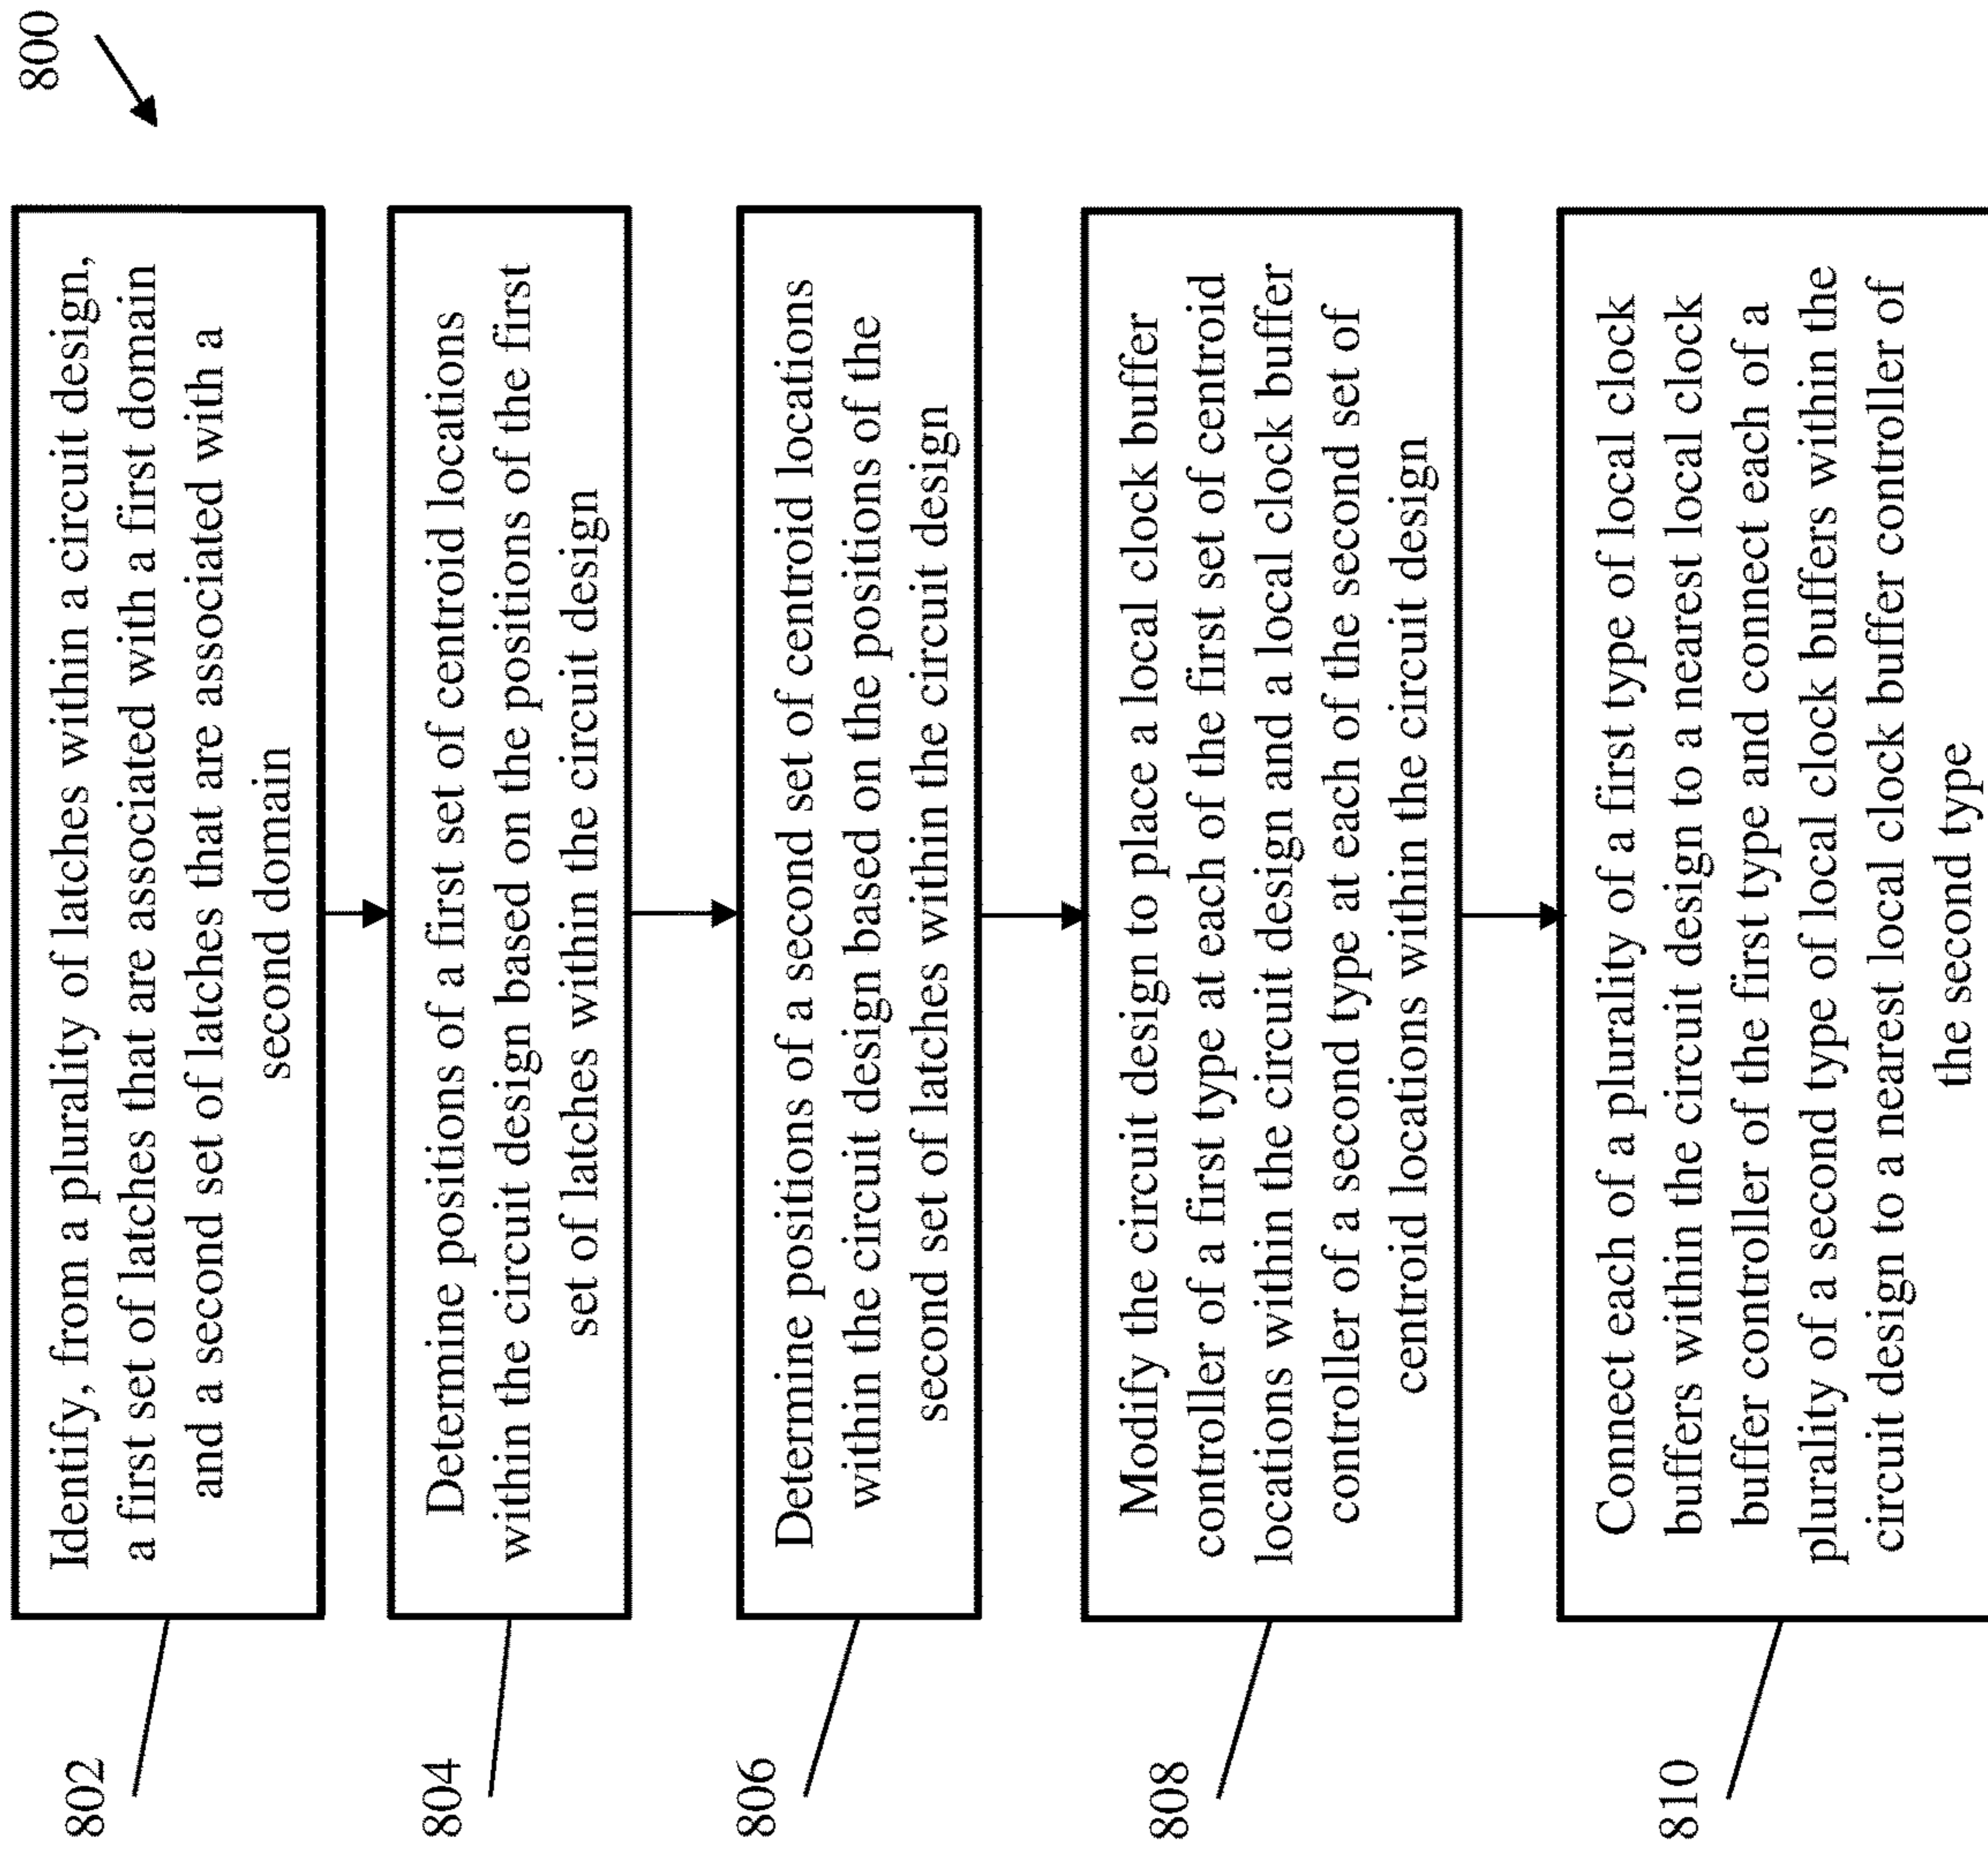 800
802
Identify, from a plurality of latches within a circuit design,
a first set of latches that are associated with a first domain
and a second set of latches that are associated with a
second domain
804
Determine positions of a first set of centroid locations
within the circuit design based on the positions of the first
set of latches within the circuit design
806
Determine positions of a second set of centroid locations
within the circuit design based on the positions of the
second set of latches within the circuit design
808
Modify the circuit design to place a local clock buffer
controller of a first type at each of the first set of centroid
locations within the circuit design and a local clock buffer
controller of a second type at each of the second set of
centroid locations within the circuit design
810
Connect each of a plurality of a first type of local clock
buffers within the circuit design to a nearest local clock
buffer controller of the first type and connect each of a
plurality of a second type of local clock buffers within the
circuit design to a nearest local clock buffer controller of
the second type